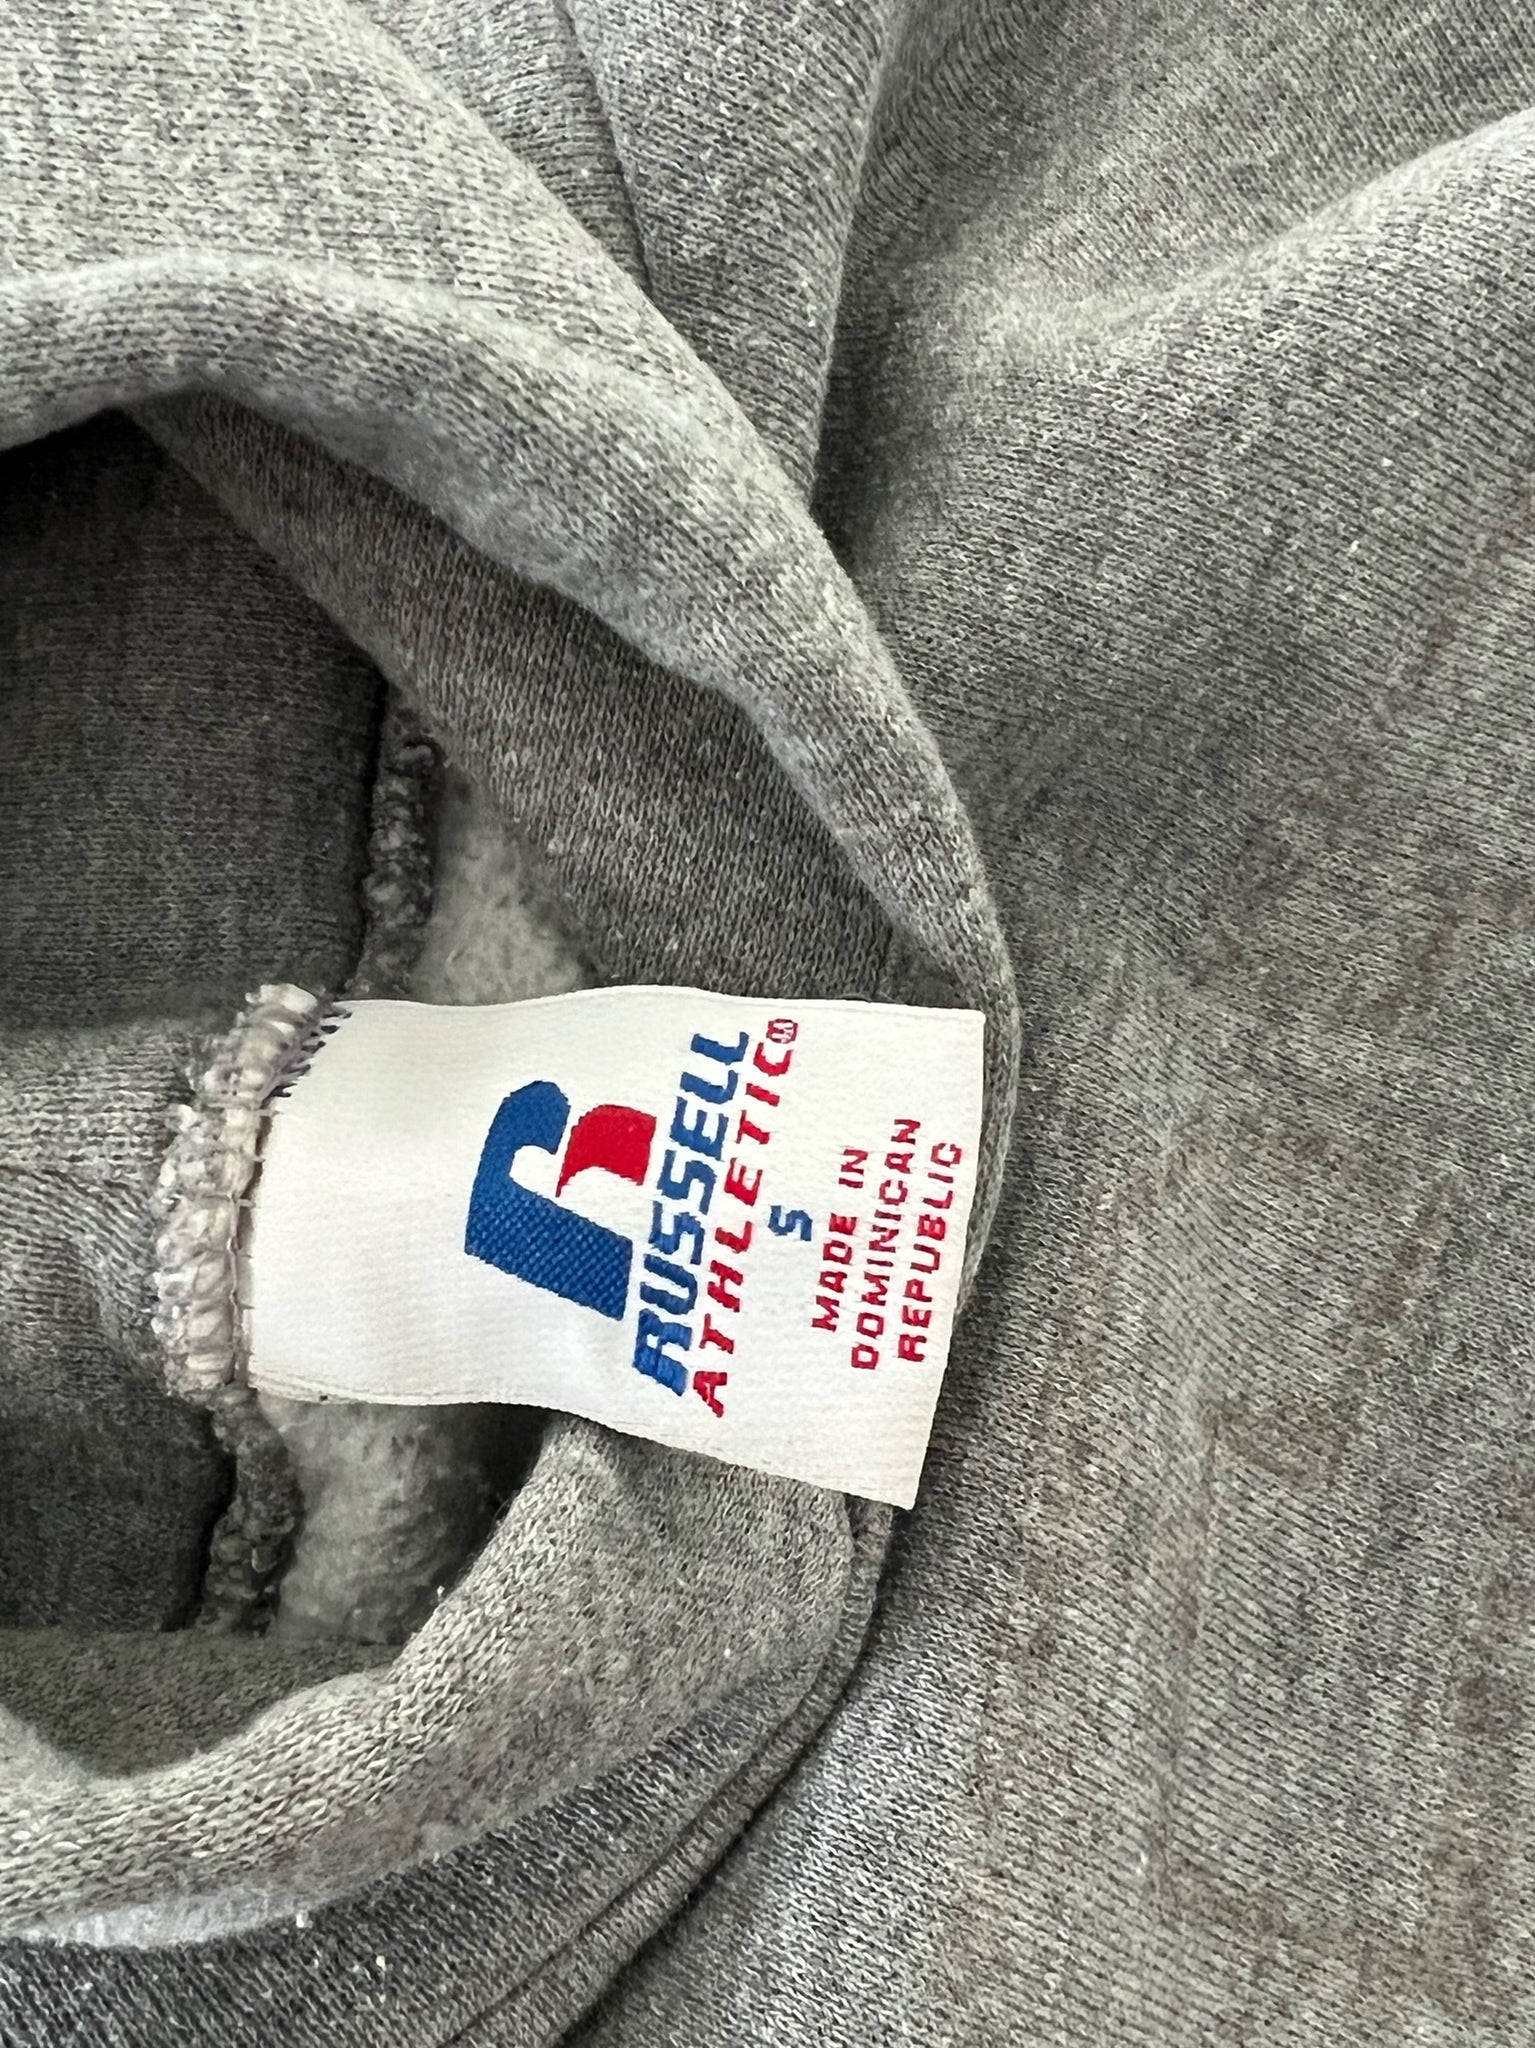 RUSSELL
ATHLETIC®
S
MADE IN
DOMINICAN
REPUBLIC